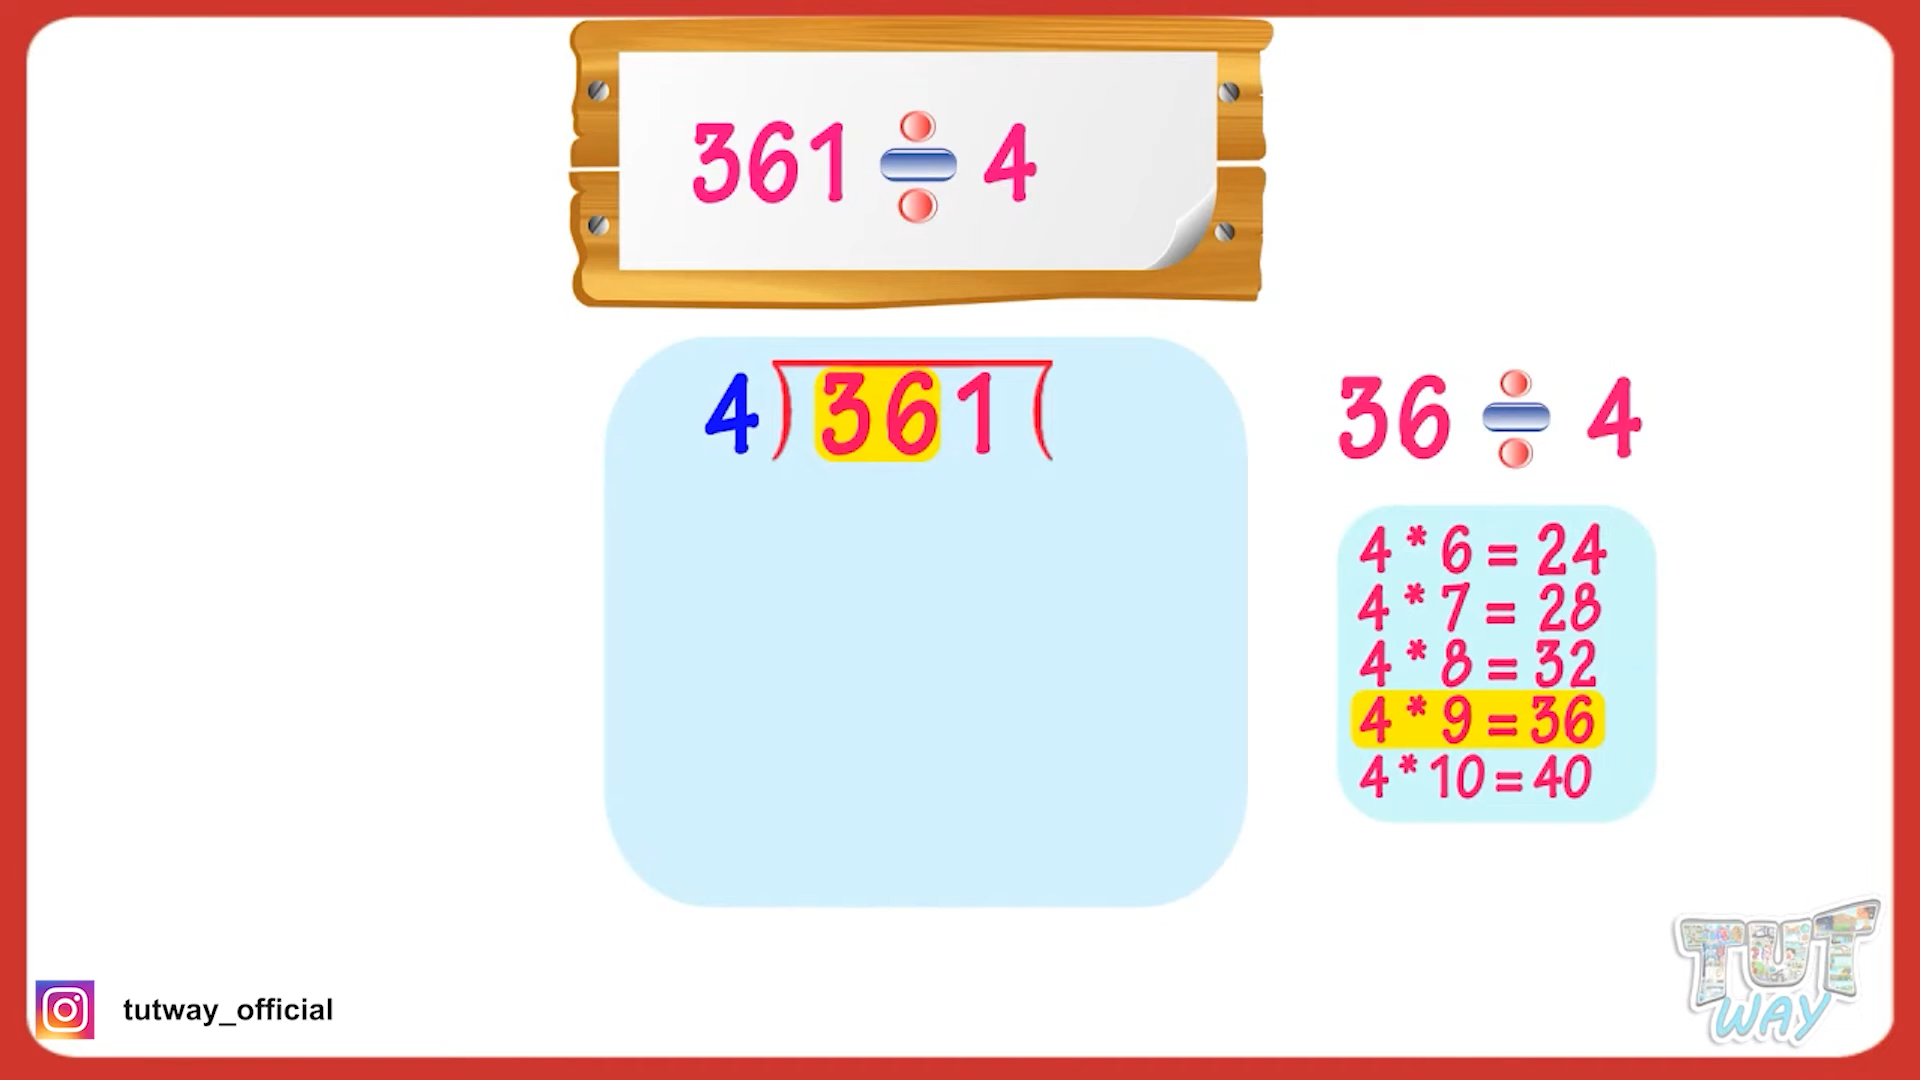 361 ÷ 4
4)361(
36 ÷ 4
4 * 6 = 24
4 * 7 = 28
4 * 8 = 32
4 * 9 = 36
4 * 10 = 40
TUT
WAY
tutway_official